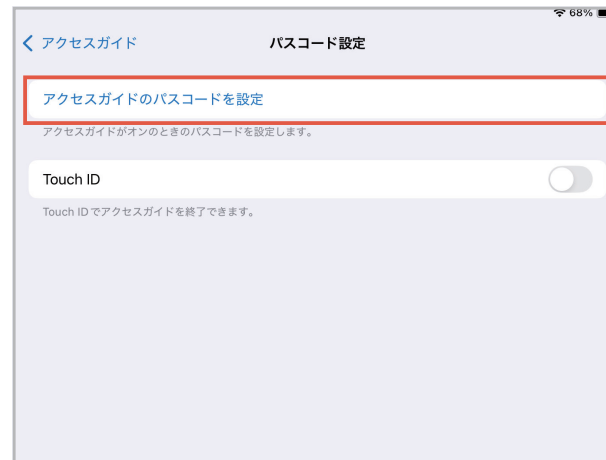 68%
アクセスガイド パスコード設定
アクセスガイドのパスコードを設定
アクセスガイドがオンのときのパスコードを設定します。
Touch ID
Touch IDでアクセスガイドを終了できます。